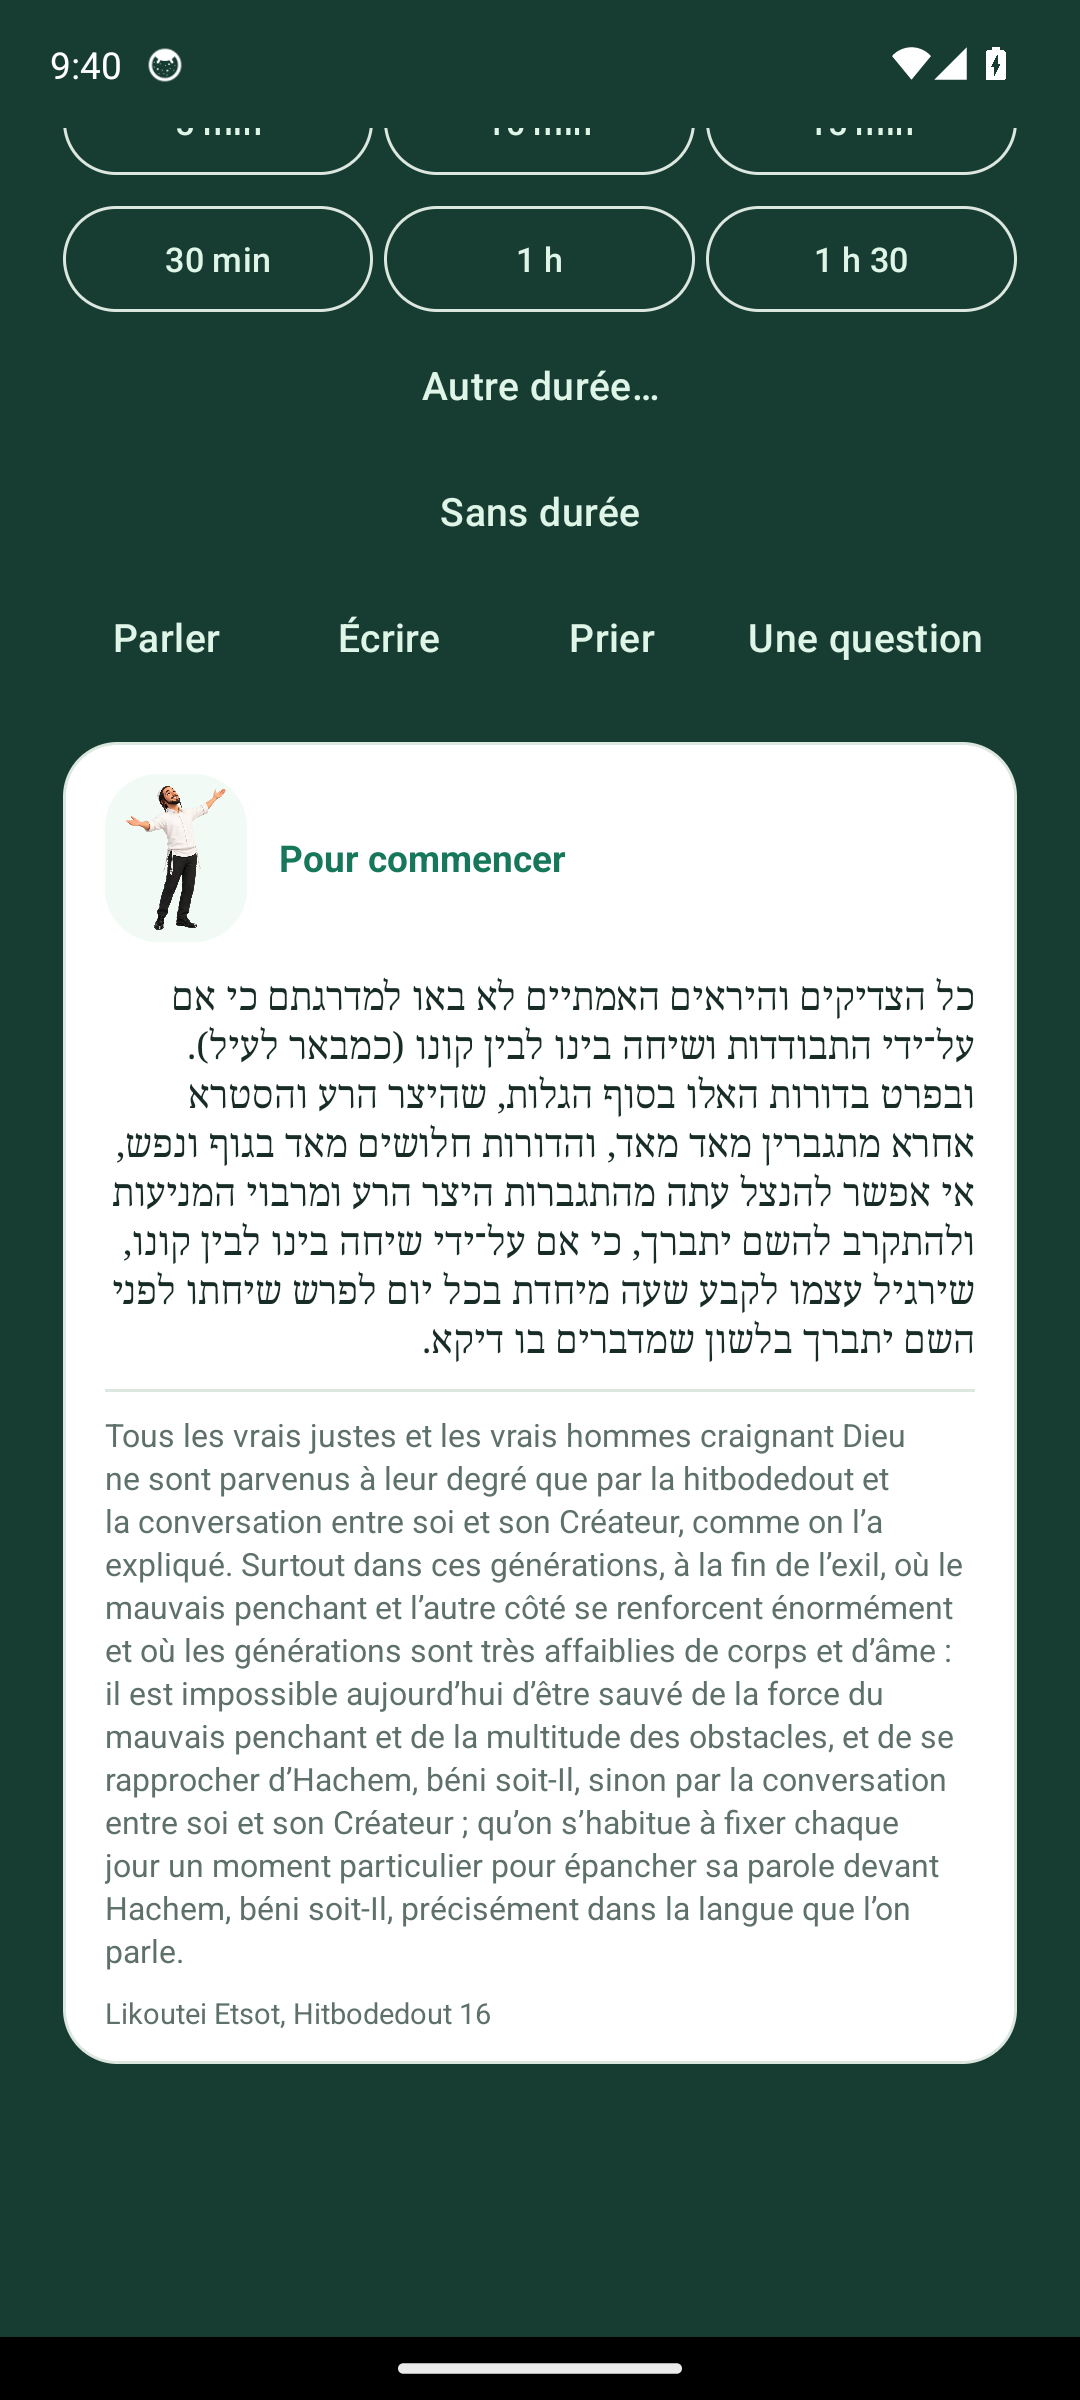 9:40
30 min
1 h
1 h 30
Autre durée…
Sans durée
Parler
Écrire
Prier
Une question
Pour commencer
כל הצדיקים והיראים האמתיים לא באו למדרגתם כי אם
על־ידי התבודדות ושיחה בינו לבין קונו (כמבאר לעיל).
ובפרט בדורות האלו בסוף הגלות, שהיצר הרע והסטרא
אחרא מתגברין מאד מאד, והדורות חלושים מאד בגוף ונפש,
אי אפשר להנצל עתה מהתגברות היצר הרע ומרבוי המניעות
ולהתקרב להשם יתברך, כי אם על־ידי שיחה בינו לבין קונו,
שירגיל עצמו לקבע שעה מיחדת בכל יום לפרש שיחתו לפני
השם יתברך בלשון שמדברים בו דיקא.
Tous les vrais justes et les vrais hommes craignant Dieu
ne sont parvenus à leur degré que par la hitbodedout et
la conversation entre soi et son Créateur, comme on l’a
expliqué. Surtout dans ces générations, à la fin de l’exil, où le
mauvais penchant et l’autre côté se renforcent énormément
et où les générations sont très affaiblies de corps et d’âme :
il est impossible aujourd’hui d’être sauvé de la force du
mauvais penchant et de la multitude des obstacles, et de se
rapprocher d’Hachem, béni soit-Il, sinon par la conversation
entre soi et son Créateur ; qu’on s’habitue à fixer chaque
jour un moment particulier pour épancher sa parole devant
Hachem, béni soit-Il, précisément dans la langue que l’on
parle.
Likoutei Etsot, Hitbodedout 16